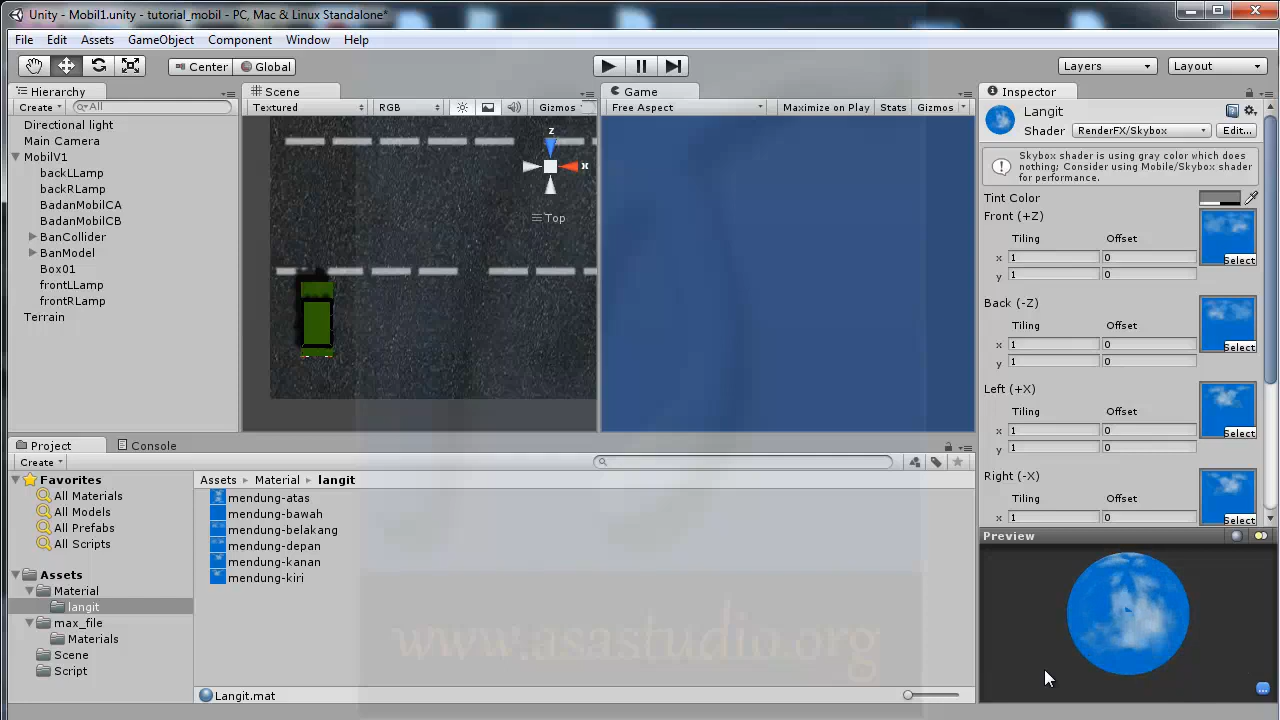 Unity - Mobil1.unity - tutorial_mobil - PC, Mac & Linux Standalone*
File Edit Assets GameObject Component Window Help
Center Global Layers Layout
Hierarchy
Create All
Directional light
Main Camera
MobilV1
backLLamp
backRLamp
BadanMobilCA
BadanMobilCB
BanCollider
BanModel
Box01
frontLLamp
frontRLamp
Terrain
Scene
Textured RGB Gizmos
z
x
Top
Game
Free Aspect Maximize on Play Stats Gizmos
Inspector
Langit
Shader RenderFX/Skybox Edit...
Skybox shader is using gray color which does
nothing; Consider using Mobile/Skybox shader
for performance.
Tint Color
Front (+Z)
Tiling Offset
x 1 0
y 1 0
Select
Back (-Z)
Tiling Offset
x 1 0
y 1 0
Select
Left (+X)
Tiling Offset
x 1 0
y 1 0
Select
Right (-X)
Tiling Offset
x 1 0
Select
Preview
Project Console
Create
Favorites
All Materials
All Models
All Prefabs
All Scripts
Assets
Material
langit
max_file
Materials
Scene
Script
Assets Material langit
mendung-atas
mendung-bawah
mendung-belakang
mendung-depan
mendung-kanan
mendung-kiri
www.asastudio.org
Langit.mat